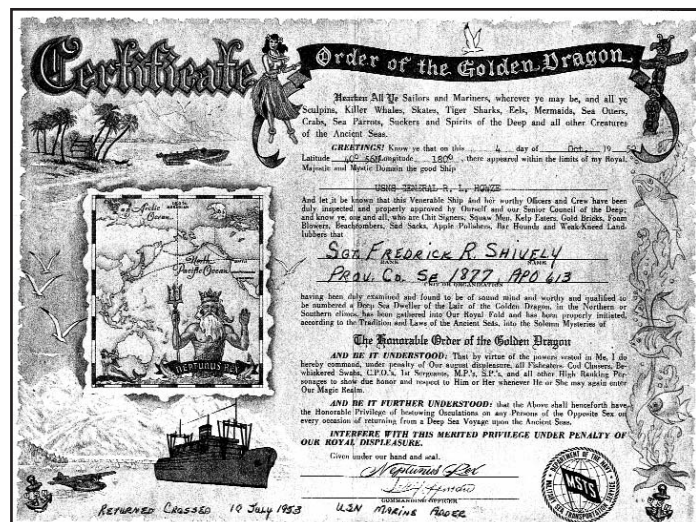 Certificate
Order of the Golden Dragon
Hearken All Ye Sailors and Mariners, wherever ye may be, and all ye
Sculpins, Killer Whales, Skates, Tiger Sharks, Eels, Mermaids, Sea Otters,
Crabs, Sea Parrots, Suckers and Spirits of the Deep and all other Creatures
of the Ancient Seas.
GREETINGS! Know ye that on this 4 day of Oct. 19
Latitude 40° 56' Longitude 180° , there appeared within the limits of my Royal,
Majestic and Mystic Domain the good Ship
USNS GENERAL R. L. HOWZE
And let it be known that this Venerable Ship and her worthy Officers and Crew have been
duly inspected and properly approved by Ourself and our Senior Council of the Deep;
and know ye, one and all, who are Chit Signers, Squaw Men, Kelp Eaters, Gold Bricks, Foam
Blowers, Beachcombers, Sad Sacks, Apple Polishers, Bar Hounds and Weak-Kneed Land-
lubbers that
SGT. FREDRICK R. SHIVELY
RANK NAME
PROV. CO. SE 1877 APO 613
UNIT OR ORGANIZATION
having been duly examined and found to be of sound mind and worthy and qualified to
be numbered a Deep Sea Dweller of the Lair of the Golden Dragon, in the Northern or
Southern climes, has been gathered into Our Royal Fold and has been properly initiated,
according to the Tradition and Laws of the Ancient Seas, into the Solemn Mysteries of
The Honorable Order of the Golden Dragon
AND BE IT UNDERSTOOD: That by virtue of the powers vested in Me, I do
hereby command, under penalty of Our august displeasure, all Fisheaters, Cod Chasers, Be-
whiskered Swabs, C.P.O.'s, 1st Sergeants, M.P.'s, S.P.'s, and all other High Ranking Per-
sonages to show due honor and respect to Him or Her whenever He or She may again enter
Our Magic Realm.
AND BE IT FURTHER UNDERSTOOD: that the Above shall henceforth have
the Honorable Privilege of bestowing Osculations on any Persons of the Opposite Sex on
every occasion of returning from a Deep Sea Voyage upon the Ancient Seas.
INTERFERE WITH THIS MERITED PRIVILEGE UNDER PENALTY OF
OUR ROYAL DISPLEASURE.
Given under our hand and seal.
Neptunus Rex
COMMANDING OFFICER
Arctic
Ocean
North
Pacific Ocean
NEPTUNUS REX
DEPARTMENT OF THE NAVY
MSTS
MILITARY SEA TRANSPORTATION SERVICE
RETURNED CROSSED 10 JULY 1953 USN MARINE ADDER